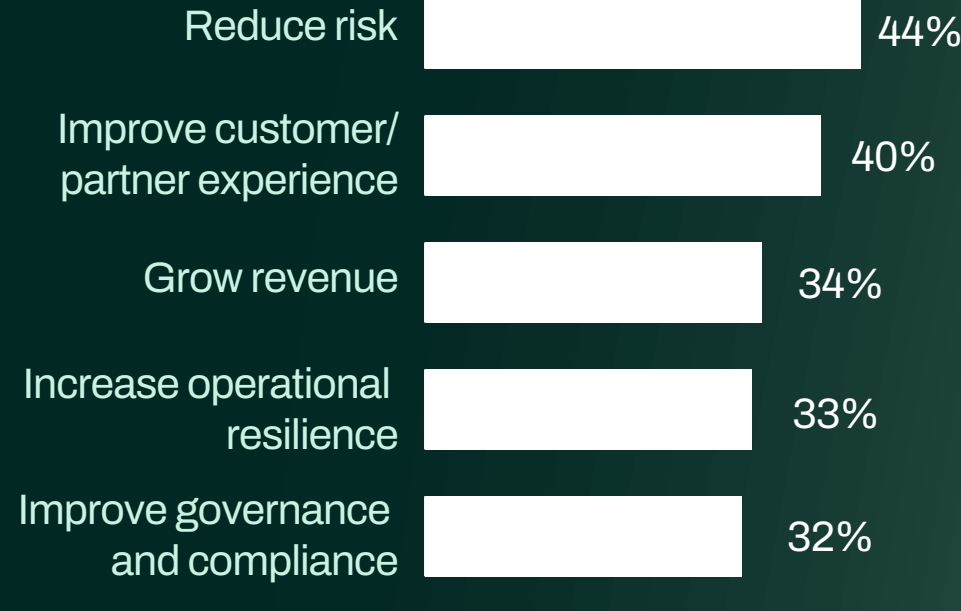 Reduce risk
44%
Improve customer/
partner experience
40%
Grow revenue
34%
Increase operational
resilience
33%
Improve governance
and compliance
32%